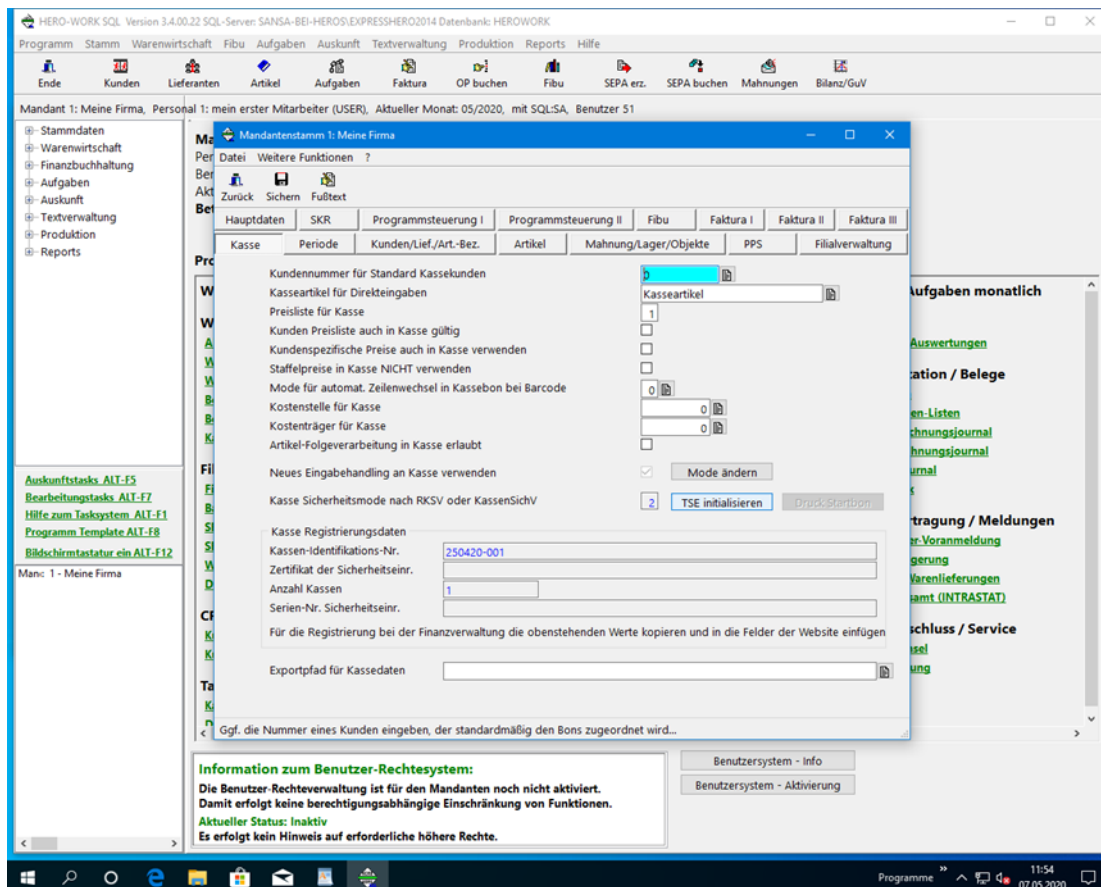 HERO-WORK SQL Version 3.4.00.22 SQL-Server: SANSA-BEI-HEROS\EXPRESSHERO2014 Datenbank: HEROWORK
Programm Stamm Warenwirtschaft Fibu Aufgaben Auskunft Textverwaltung Produktion Reports Hilfe
Ende Kunden Lieferanten Artikel Aufgaben Faktura OP buchen Fibu SEPA erz. SEPA buchen Mahnungen Bilanz/GuV
Mandant 1: Meine Firma, Personal 1: mein erster Mitarbeiter (USER), Aktueller Monat: 05/2020, mit SQL:SA, Benutzer 51
Stammdaten
Warenwirtschaft
Finanzbuchhaltung
Aufgaben
Auskunft
Textverwaltung
Produktion
Reports
Auskunftstasks ALT-F5
Bearbeitungstasks ALT-F7
Hilfe zum Tasksystem ALT-F1
Programm Template ALT-F8
Bildschirmtastatur ein ALT-F12
1 - Meine Firma
Mandantenstamm 1: Meine Firma
Datei Weitere Funktionen ?
Zurück Sichern Fußtext
Hauptdaten SKR Programmsteuerung I Programmsteuerung II Fibu Faktura I Faktura II Faktura III
Kasse Periode Kunden/Lief./Art.-Bez. Artikel Mahnung/Lager/Objekte PPS Filialverwaltung
Kundennummer für Standard Kassekunden 0
Kasseartikel für Direkteingaben Kasseartikel
Preisliste für Kasse 1
Kunden Preisliste auch in Kasse gültig
Kundenspezifische Preise auch in Kasse verwenden
Staffelpreise in Kasse NICHT verwenden
Mode für automat. Zeilenwechsel in Kassebon bei Barcode 0
Kostenstelle für Kasse 0
Kostenträger für Kasse 0
Artikel-Folgeverarbeitung in Kasse erlaubt
Neues Eingabehandling an Kasse verwenden Mode ändern
Kasse Sicherheitsmode nach RKSV oder KassenSichV 2 TSE initialisieren Druck Startbon
Kasse Registrierungsdaten
Kassen-Identifikations-Nr. 250420-001
Zertifikat der Sicherheitseinr.
Anzahl Kassen 1
Serien-Nr. Sicherheitseinr.
Für die Registrierung bei der Finanzverwaltung die obenstehenden Werte kopieren und in die Felder der Website einfügen
Exportpfad für Kassedaten
Ggf. die Nummer eines Kunden eingeben, der standardmäßig den Bons zugeordnet wird...
Aufgaben monatlich
Auswertungen
Belege
en-Listen
chnungsjournal
hnungsjournal
urnal
rtragung / Meldungen
er-Voranmeldung
gerung
Warenlieferungen
samt (INTRASTAT)
schluss / Service
Information zum Benutzer-Rechtesystem:
Die Benutzer-Rechteverwaltung ist für den Mandanten noch nicht aktiviert.
Damit erfolgt keine berechtigungsabhängige Einschränkung von Funktionen.
Aktueller Status: Inaktiv
Es erfolgt kein Hinweis auf erforderliche höhere Rechte.
Benutzersystem - Info
Benutzersystem - Aktivierung
Programme
11:54
07.05.2020